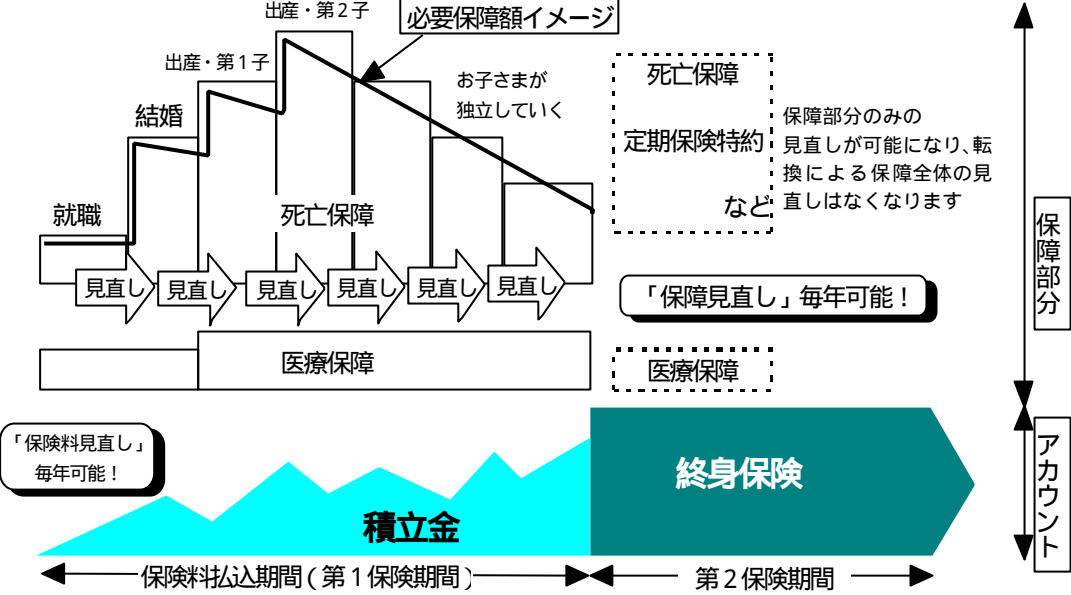 出産・第２子
必要保障額イメージ
出産・第１子
お子さまが
独立していく
結婚
就職
死亡保障
死亡保障
定期保険特約
など
保障部分のみの
見直しが可能になり、転
換による保障全体の見
直しはなくなります
見直し
見直し
見直し
見直し
見直し
見直し
「保障見直し」毎年可能！
保障部分
医療保障
医療保障
「保険料見直し」
毎年可能！
積立金
終身保険
アカウント
保険料払込期間（第１保険期間）
第２保険期間